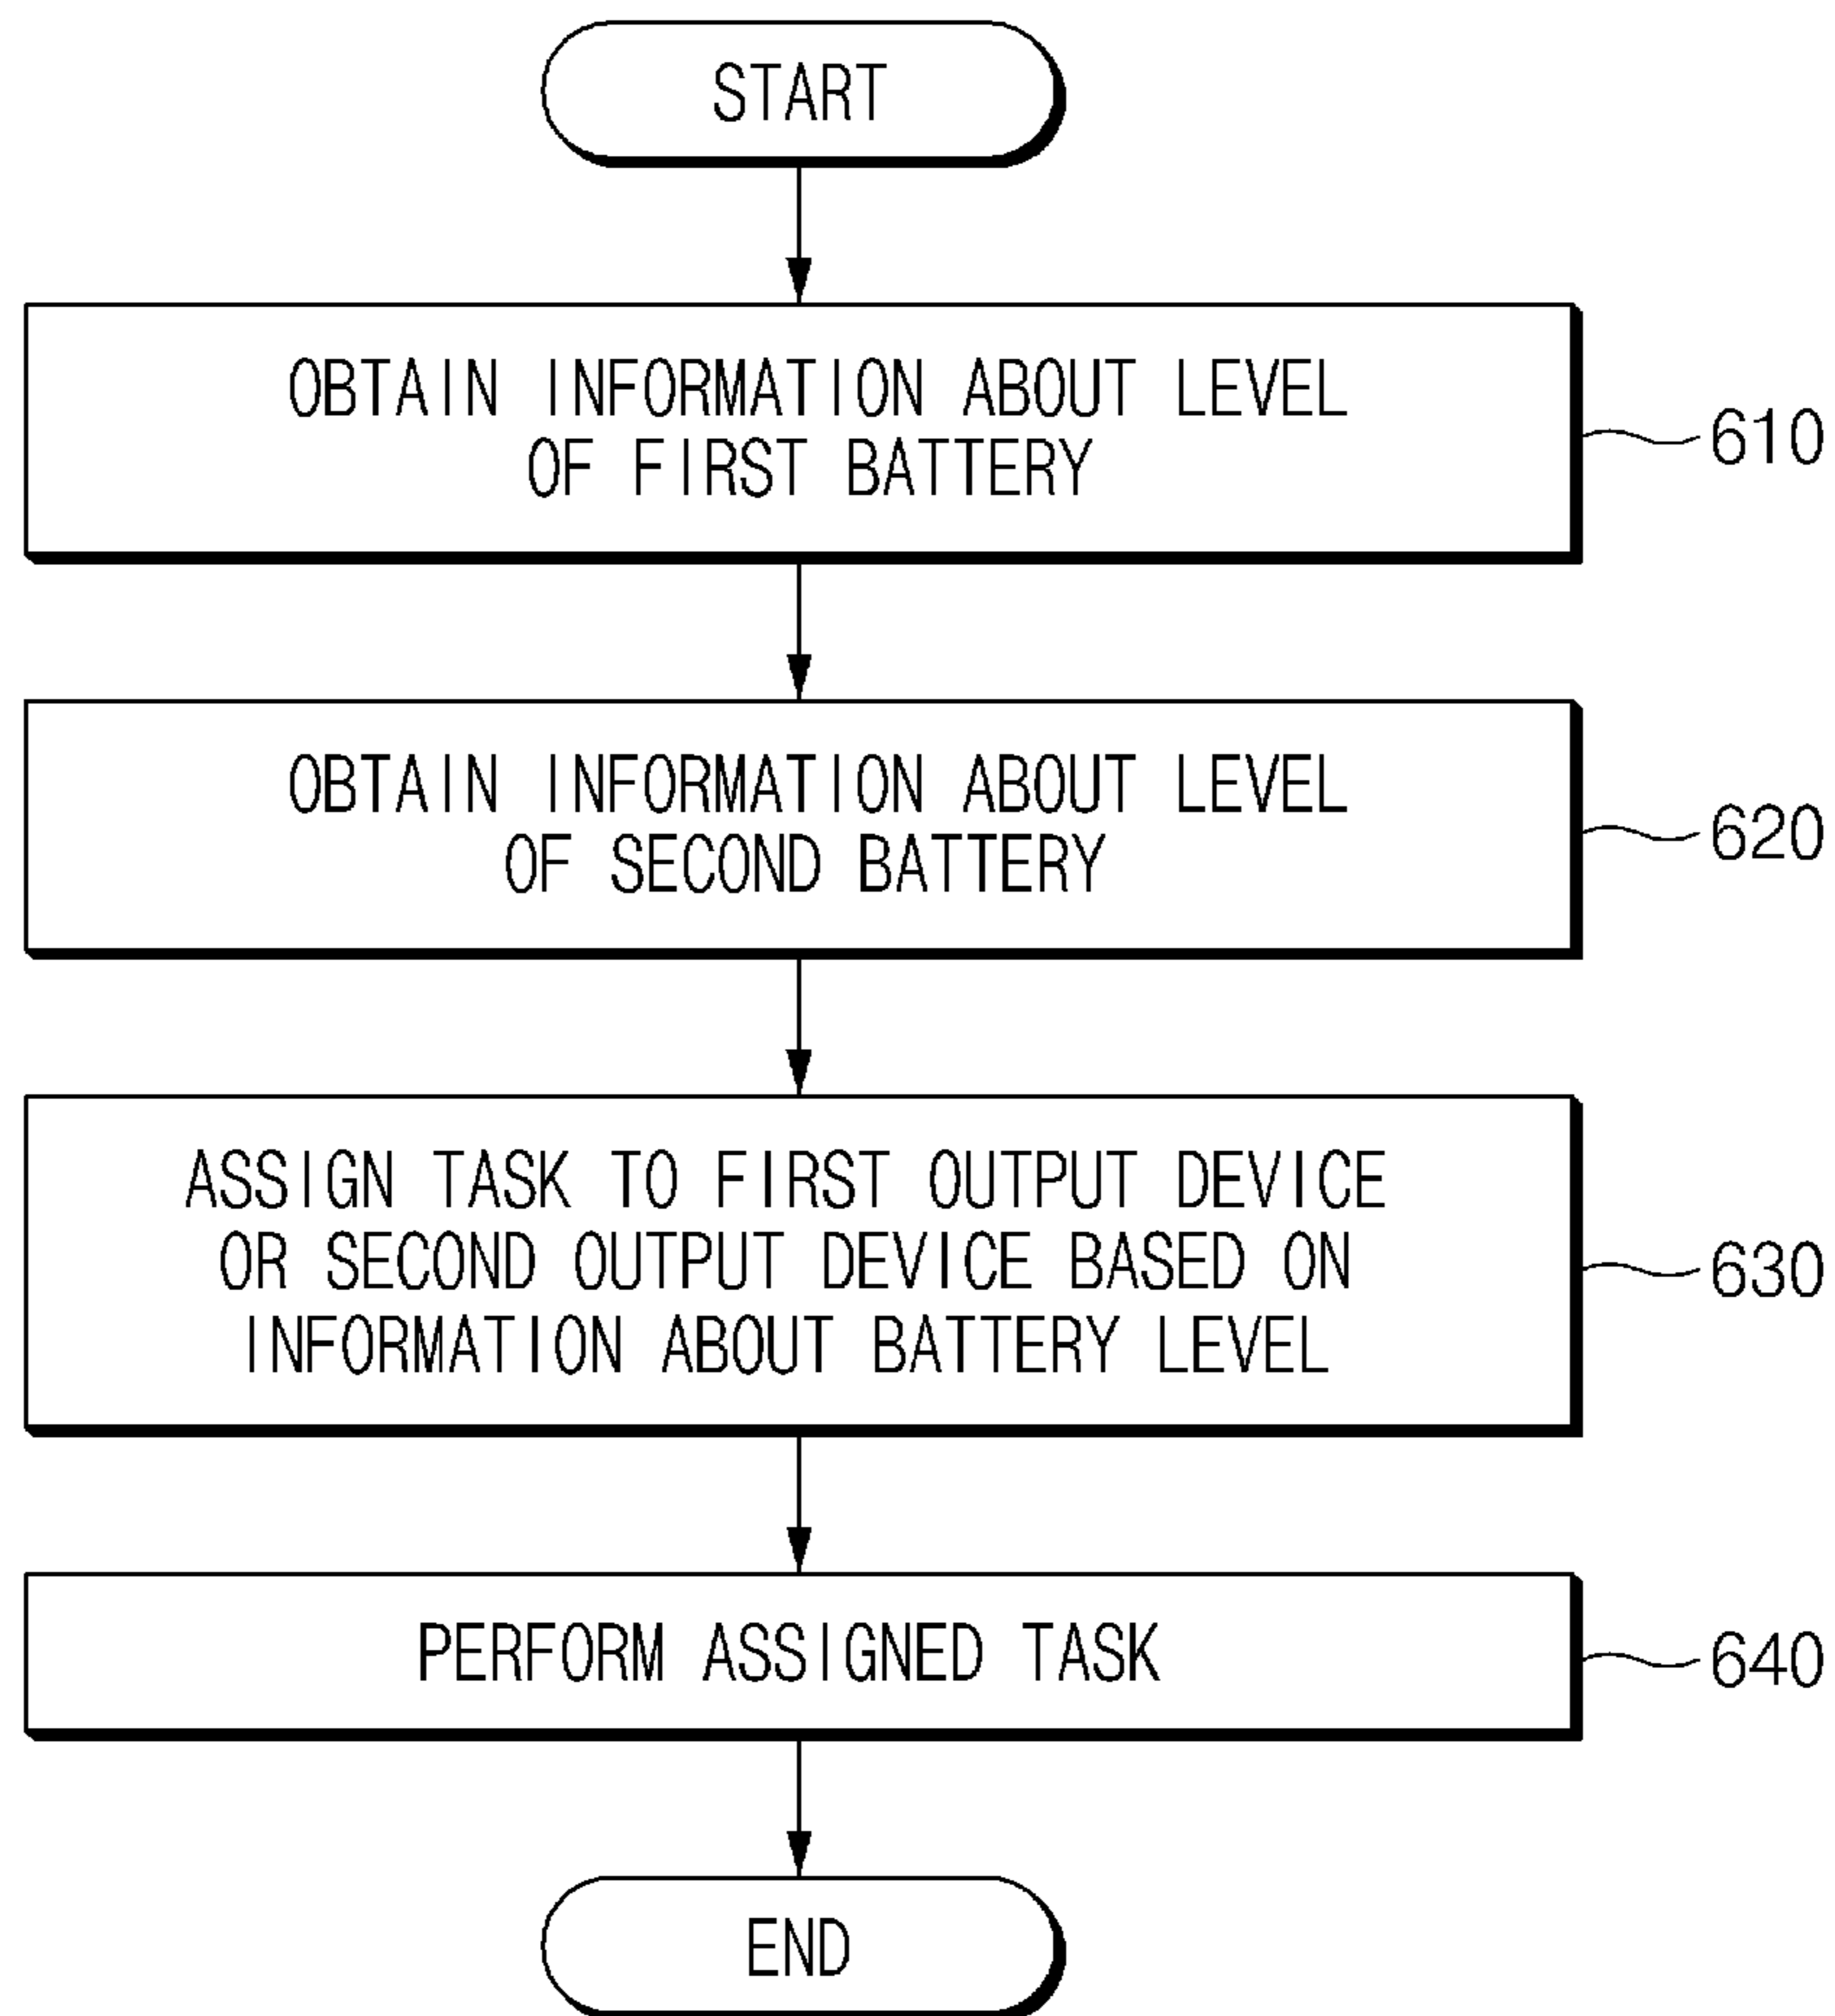 START
OBTAIN INFORMATION ABOUT LEVEL
OF FIRST BATTERY
610
OBTAIN INFORMATION ABOUT LEVEL
OF SECOND BATTERY
620
ASSIGN TASK TO FIRST OUTPUT DEVICE
OR SECOND OUTPUT DEVICE BASED ON
INFORMATION ABOUT BATTERY LEVEL
630
PERFORM ASSIGNED TASK
640
END